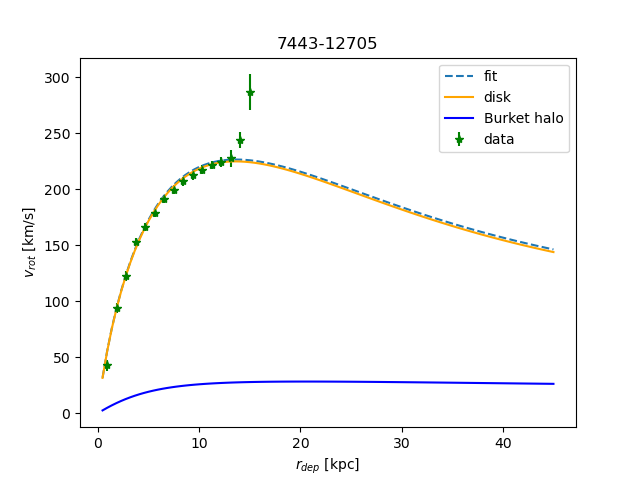 7443-12705
300
250
200
150
100
50
0
v_rot [km/s]
fit
disk
Burket halo
data
0 10 20 30 40
r_dep [kpc]